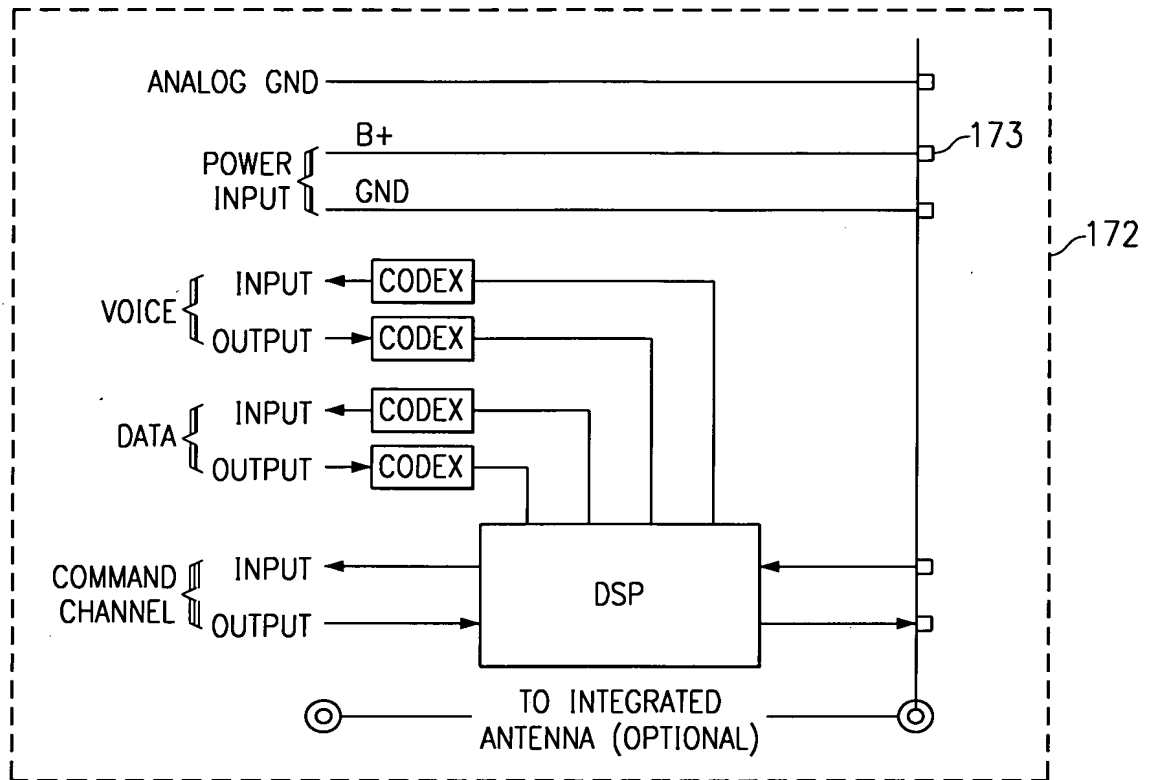 ANALOG GND
B+
173
POWER
INPUT
GND
172
VOICE
INPUT
CODEX
OUTPUT
CODEX
DATA
INPUT
CODEX
OUTPUT
CODEX
COMMAND
CHANNEL
INPUT
OUTPUT
DSP
TO INTEGRATED
ANTENNA (OPTIONAL)